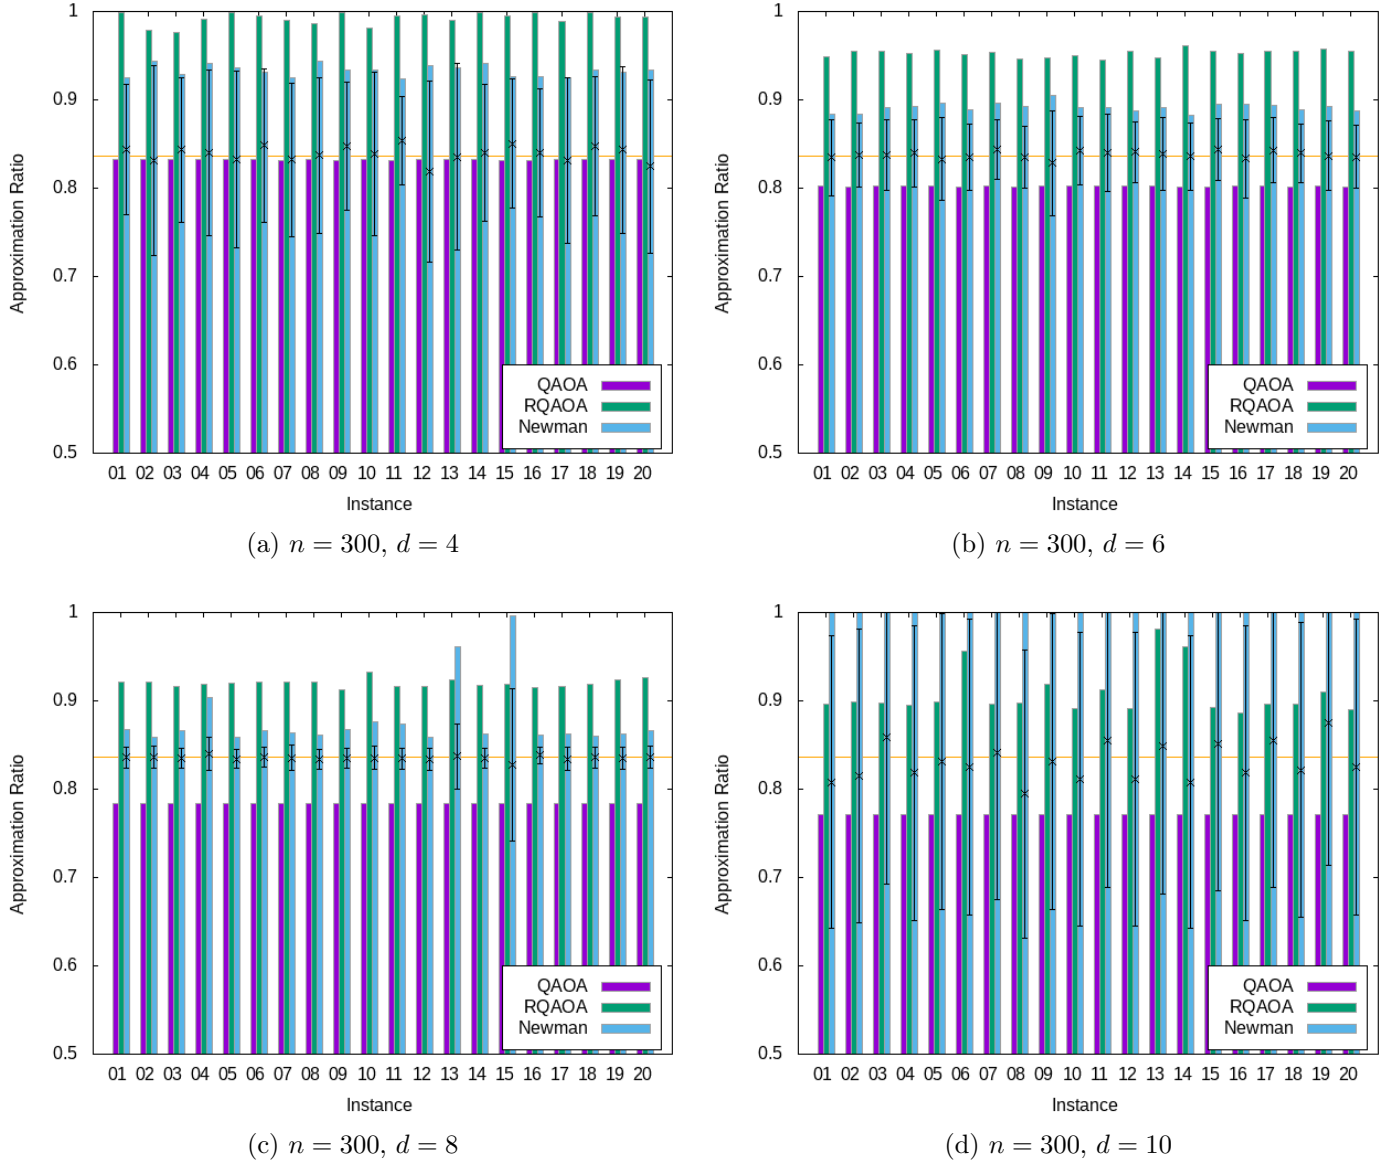 1
0.9
0.8
0.7
0.6
0.5
Approximation Ratio
QAOA
RQAOA
Newman
01 02 03 04 05 06 07 08 09 10 11 12 13 14 15 16 17 18 19 20
Instance
(a) n = 300, d = 4
1
0.9
0.8
0.7
0.6
0.5
Approximation Ratio
QAOA
RQAOA
Newman
01 02 03 04 05 06 07 08 09 10 11 12 13 14 15 16 17 18 19 20
Instance
(b) n = 300, d = 6
1
0.9
0.8
0.7
0.6
0.5
Approximation Ratio
QAOA
RQAOA
Newman
01 02 03 04 05 06 07 08 09 10 11 12 13 14 15 16 17 18 19 20
Instance
(c) n = 300, d = 8
1
0.9
0.8
0.7
0.6
0.5
Approximation Ratio
QAOA
RQAOA
Newman
01 02 03 04 05 06 07 08 09 10 11 12 13 14 15 16 17 18 19 20
Instance
(d) n = 300, d = 10